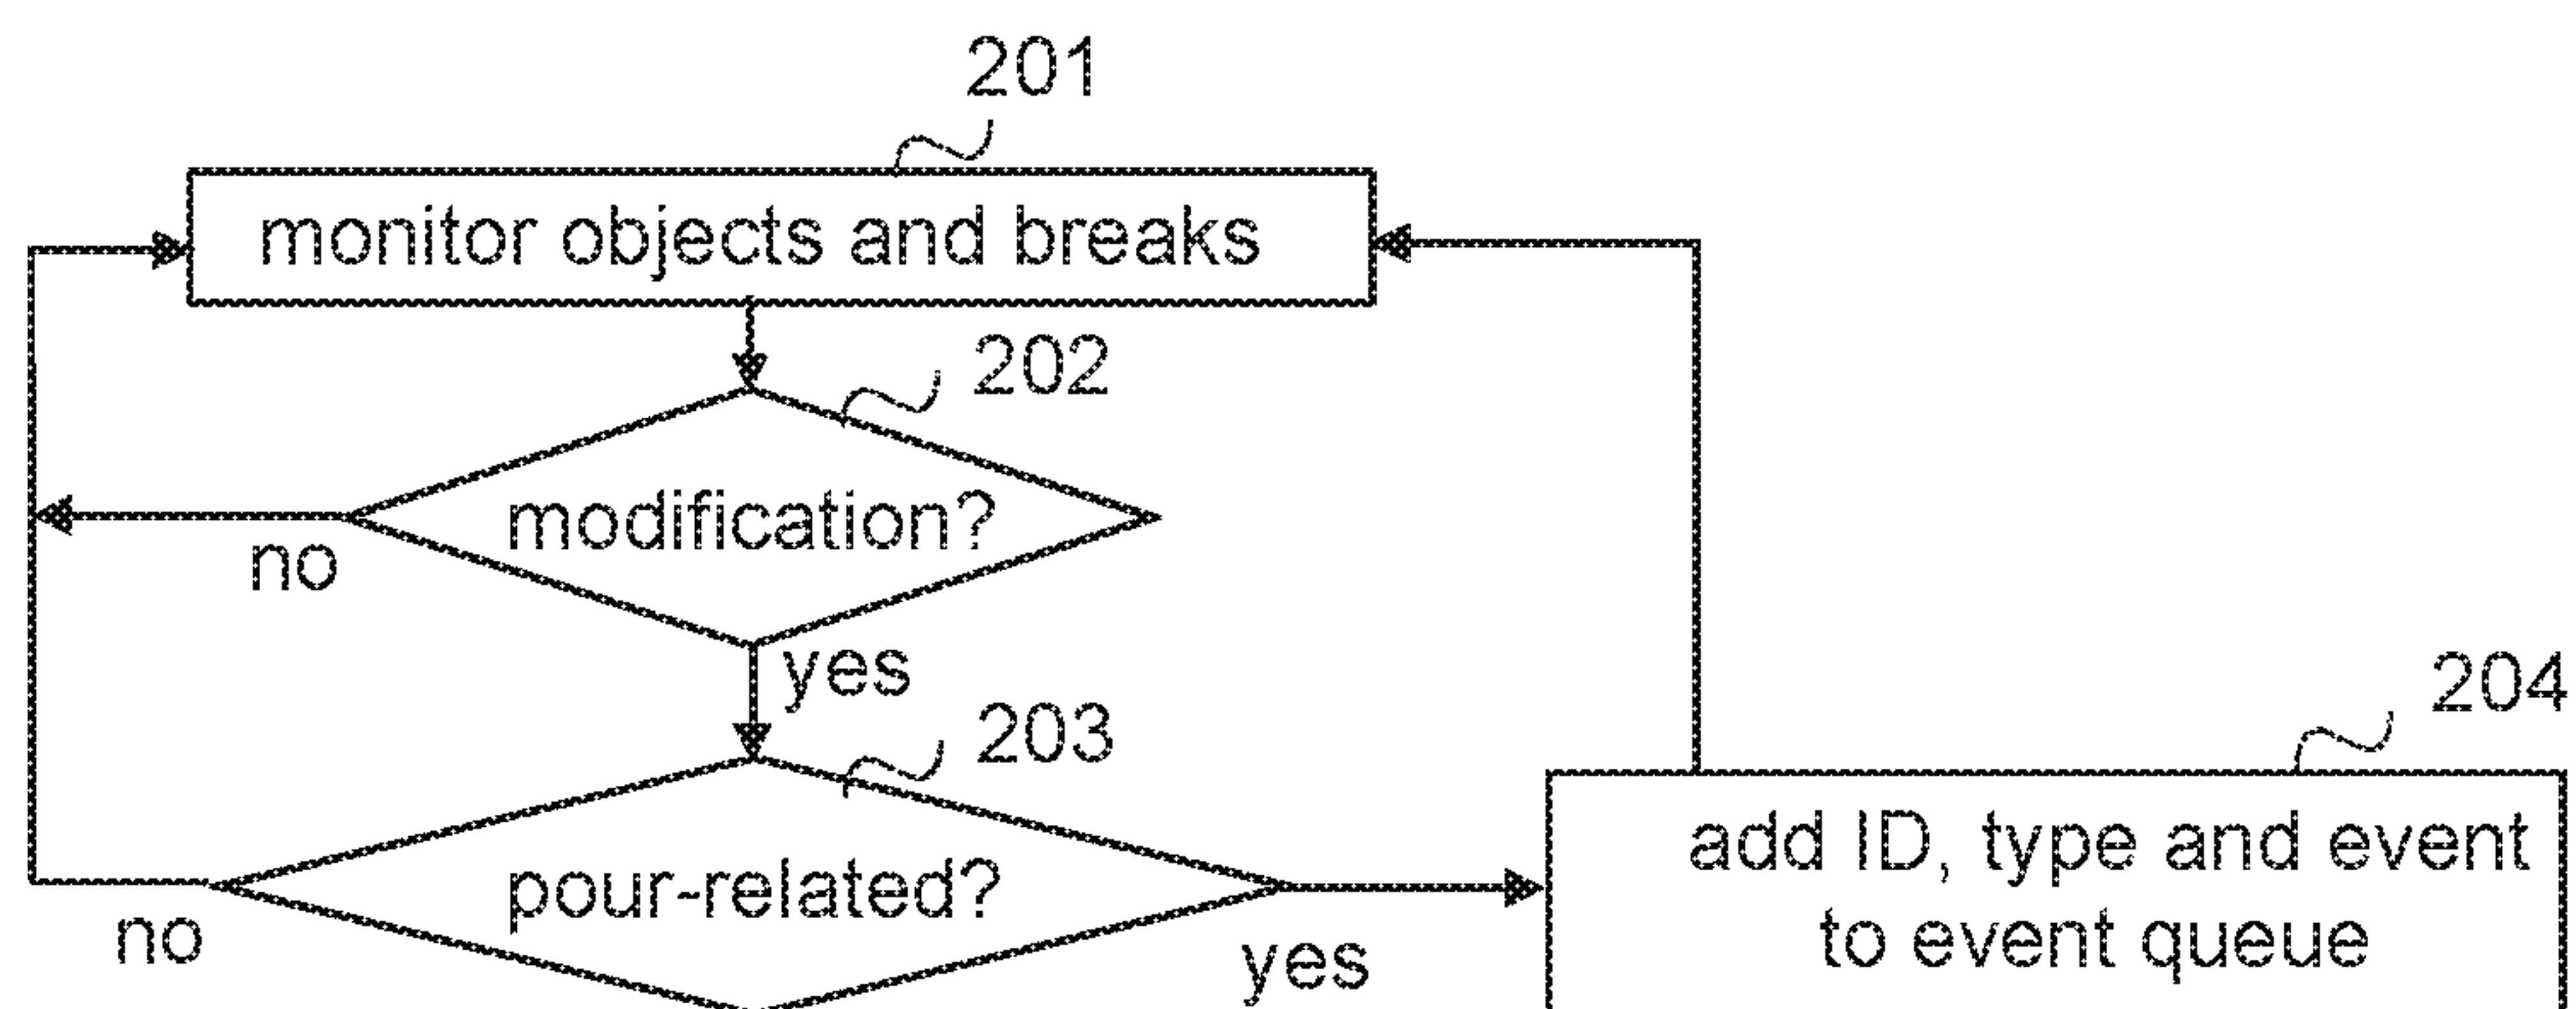 201
monitor objects and breaks
202
modification?
no
yes
203
204
pour-related?
add ID, type and event
to event queue
no
yes